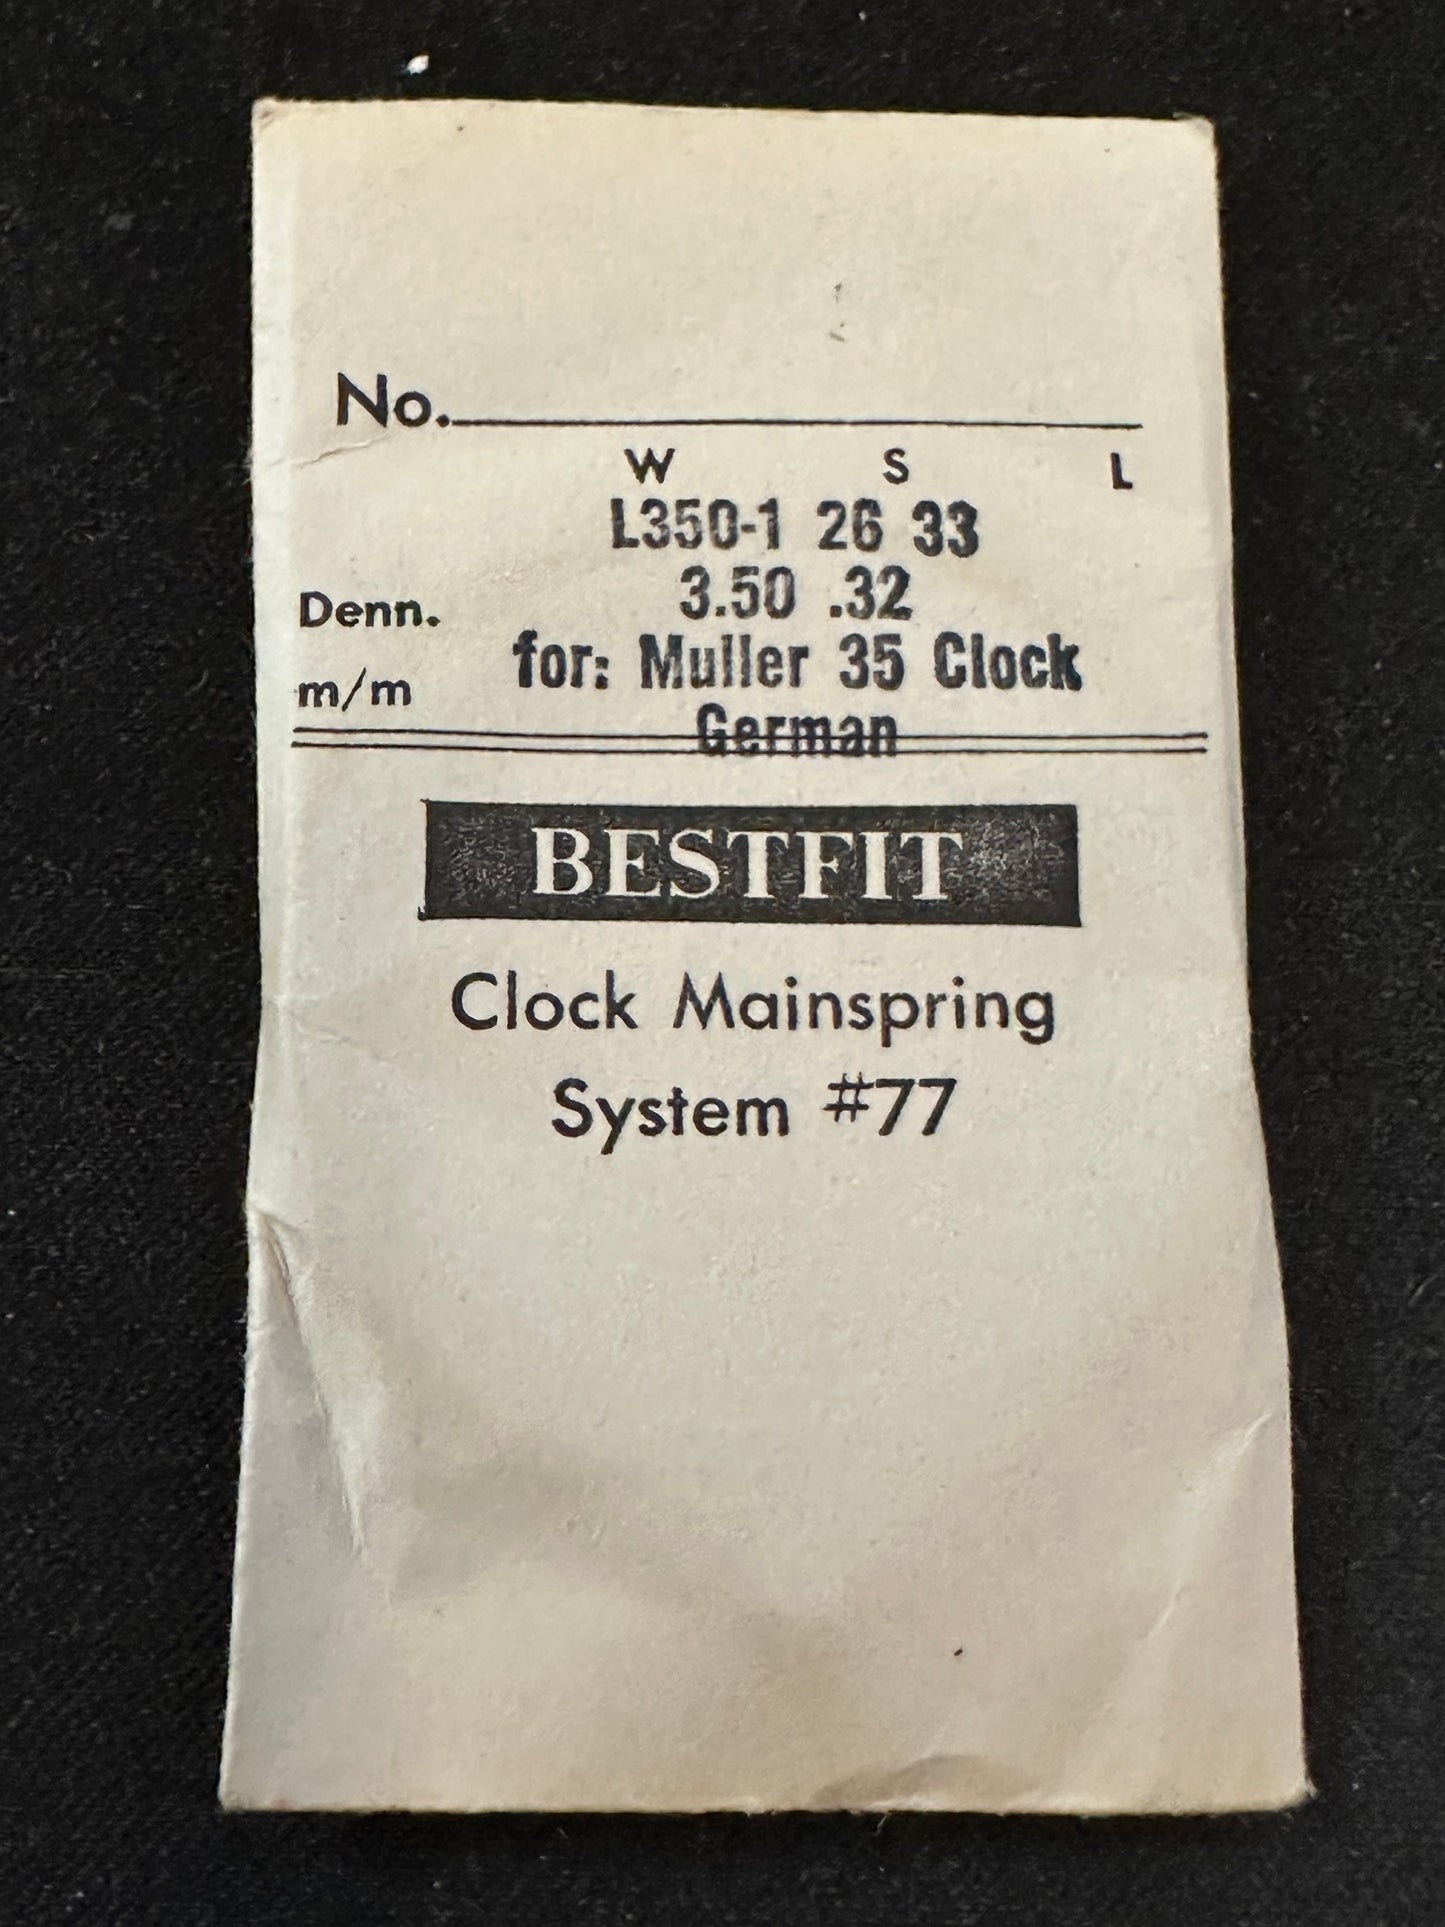 No.
W S L
L350-1 26 33
Denn. 3.50 .32
m/m for: Muller 35 Clock
German
BESTFIT
Clock Mainspring
System #77